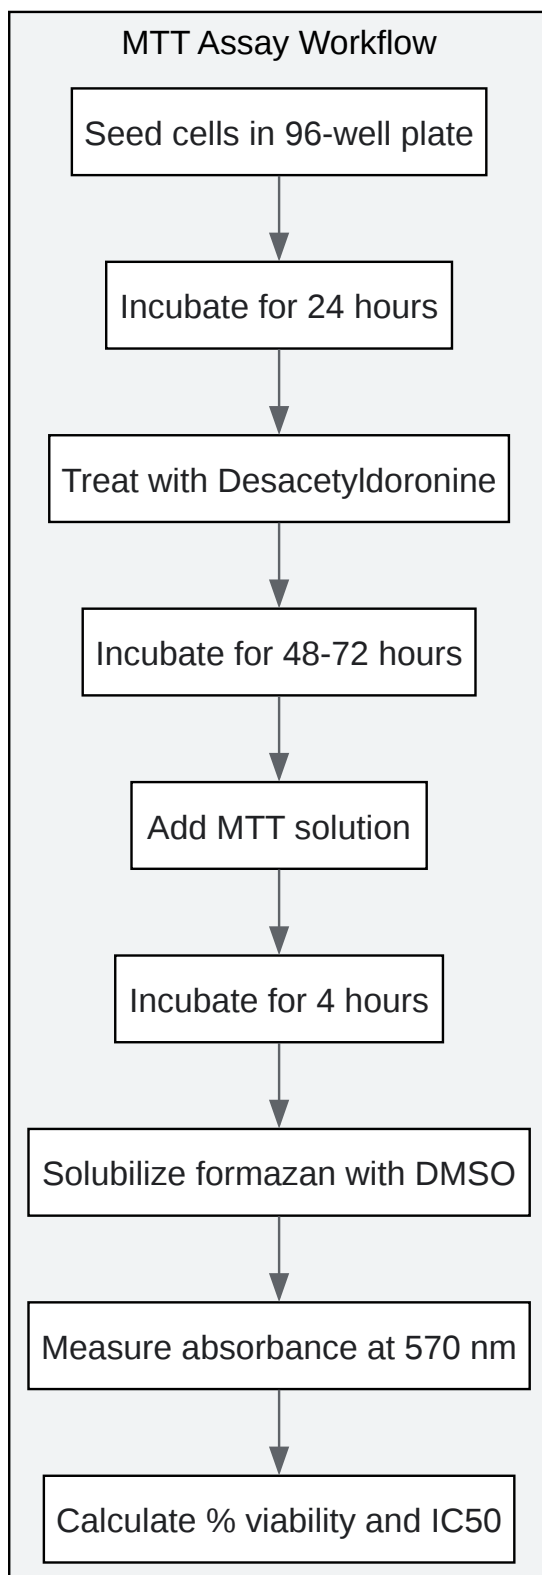 MTT Assay Workflow
Seed cells in 96-well plate
Incubate for 24 hours
Treat with Desacetyldoronine
Incubate for 48-72 hours
Add MTT solution
Incubate for 4 hours
Solubilize formazan with DMSO
Measure absorbance at 570 nm
Calculate % viability and IC50